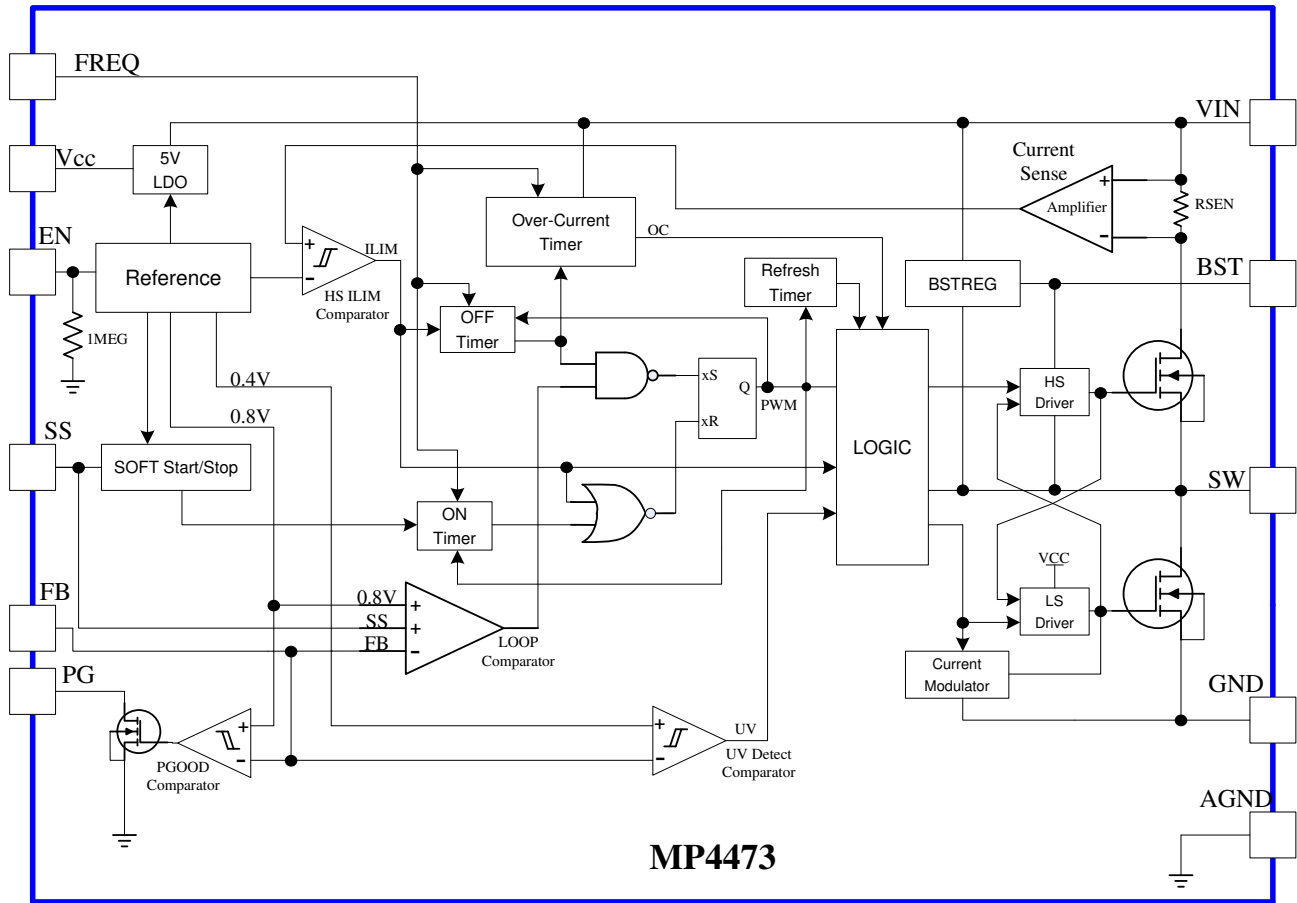 FREQ
VIN
Vcc
5V
LDO
Current
Sense
+
Amplifier
-
RSEN
Over-Current
Timer
OC
EN
Reference
+
-
ILIM
HS ILIM
Comparator
Refresh
Timer
BSTREG
BST
1MEG
OFF
Timer
0.4V
0.8V
xS
Q
xR
PWM
HS
Driver
SS
SOFT Start/Stop
LOGIC
SW
ON
Timer
VCC
LS
Driver
FB
0.8V
+
SS
+
FB
-
LOOP
Comparator
Current
Modulator
PG
GND
+
-
PGOOD
Comparator
+
-
UV
UV Detect
Comparator
AGND
MP4473